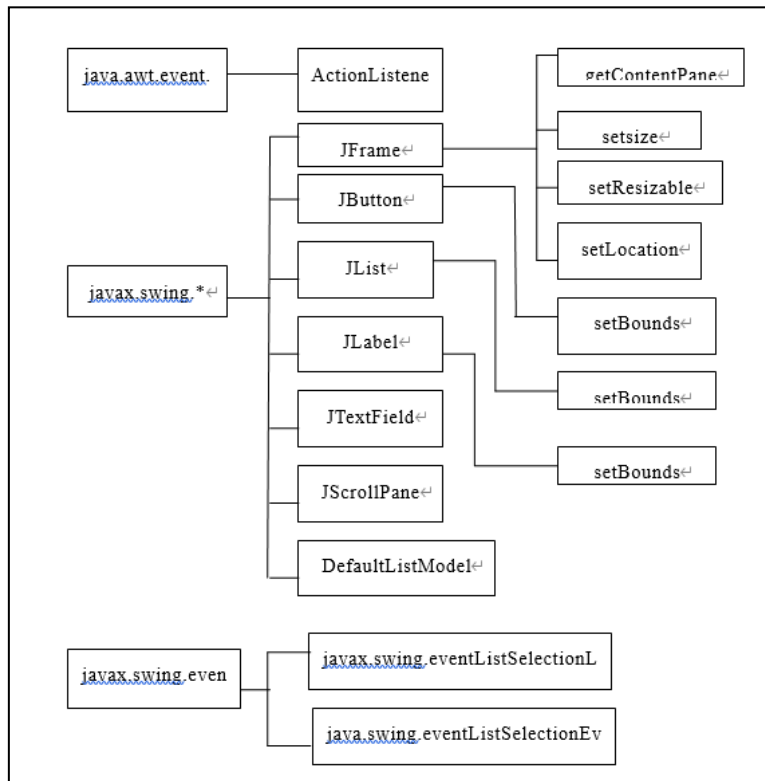 java.awt.event.
ActionListene
getContentPane
JFrame
setsize
JButton
setResizable
setLocation
JList
javax.swing.*
setBounds
JLabel
setBounds
JTextField
setBounds
JScrollPane
DefaultListModel
javax.swing.even
javax.swing.eventListSelectionL
java.swing.eventListSelectionEv